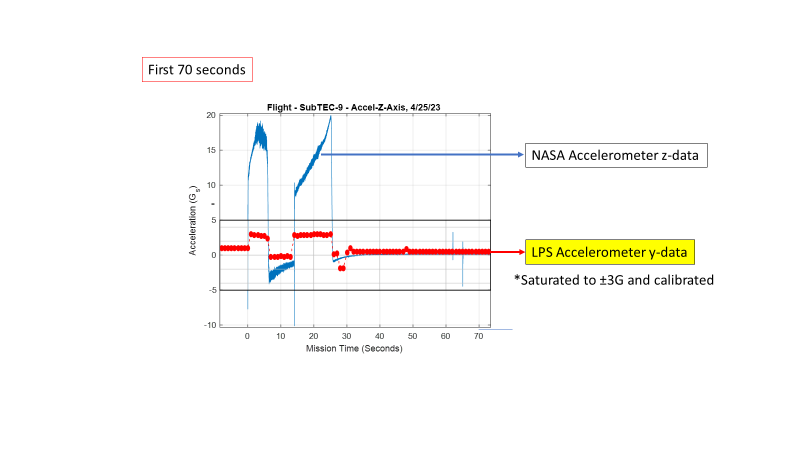 First 70 seconds
Flight - SubTEC-9 - Accel-Z-Axis, 4/25/23
20
15
10
5
0
-5
-10
Acceleration (Gs)
0 10 20 30 40 50 60 70
Mission Time (Seconds)
NASA Accelerometer z-data
LPS Accelerometer y-data
*Saturated to ±3G and calibrated